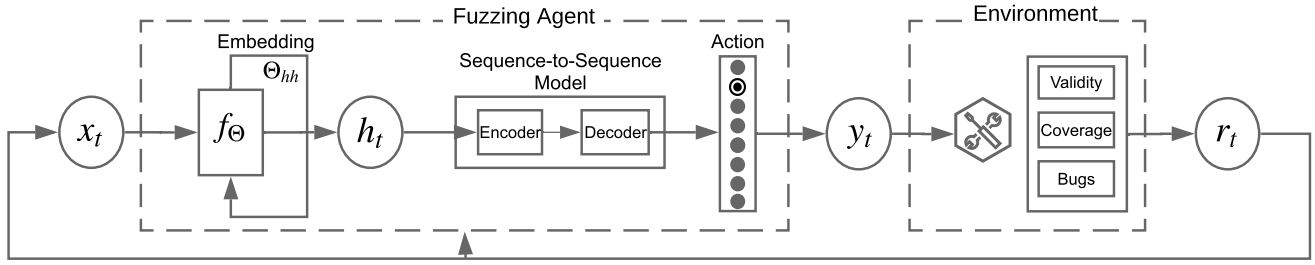 Fuzzing Agent
Environment
Embedding
Θhh
Sequence-to-Sequence
Model
Action
xt
fΘ
ht
Encoder
Decoder
yt
Validity
Coverage
Bugs
rt